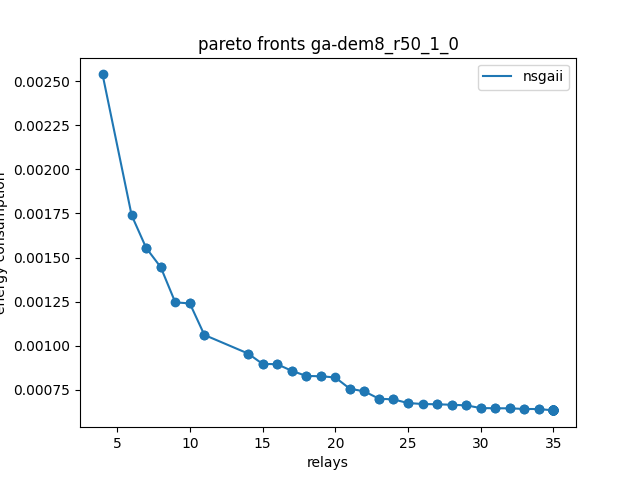 pareto fronts ga-dem8_r50_1_0
nsgaii
0.00250
0.00225
0.00200
0.00175
0.00150
0.00125
0.00100
0.00075
energy consumption
5 10 15 20 25 30 35
relays